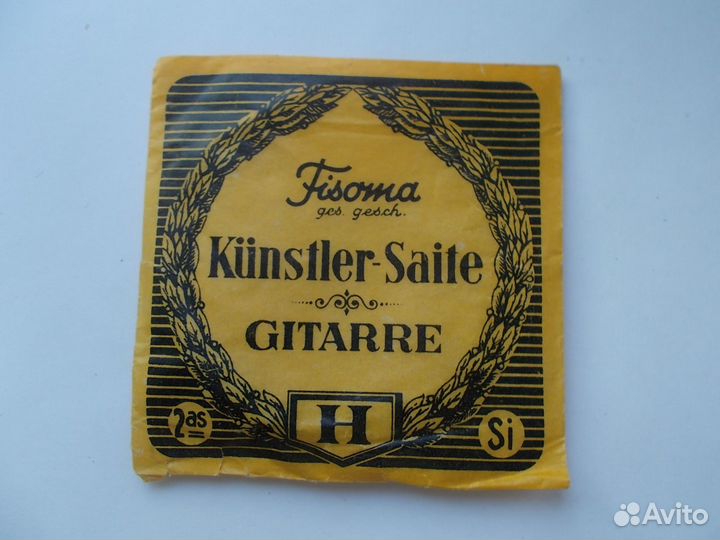 Fisoma
ges. gesch.
Künstler-Saite
GITARRE
H
2as
Si
Avito